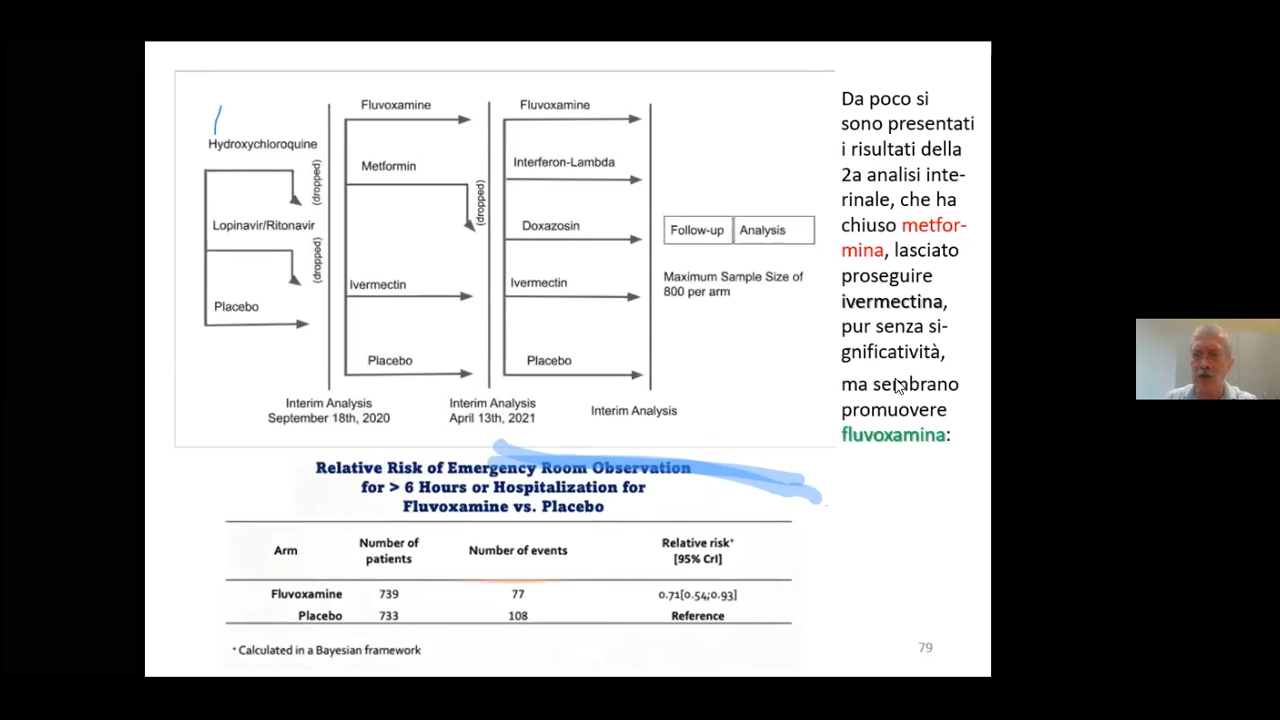 Fluvoxamine
Fluvoxamine
Hydroxychloroquine
(dropped)
Metformin
Interferon-Lambda
(dropped)
Lopinavir/Ritonavir
Doxazosin
Follow-up
Analysis
(dropped)
Maximum Sample Size of
800 per arm
Ivermectin
Ivermectin
Placebo
Placebo
Placebo
Interim Analysis
September 18th, 2020
Interim Analysis
April 13th, 2021
Interim Analysis
Da poco si
sono presentati
i risultati della
2a analisi inte-
rinale, che ha
chiuso metfor-
mina, lasciato
proseguire
ivermectina,
pur senza si-
gnificatività,
ma sembrano
promuovere
fluvoxamina:
Relative Risk of Emergency Room Observation
for > 6 Hours or Hospitalization for
Fluvoxamine vs. Placebo
Arm
Number of
patients
Number of events
Relative risk+
[95% CrI]
Fluvoxamine 739 77 0.71[0.54;0.93]
Placebo 733 108 Reference
+ Calculated in a Bayesian framework
79